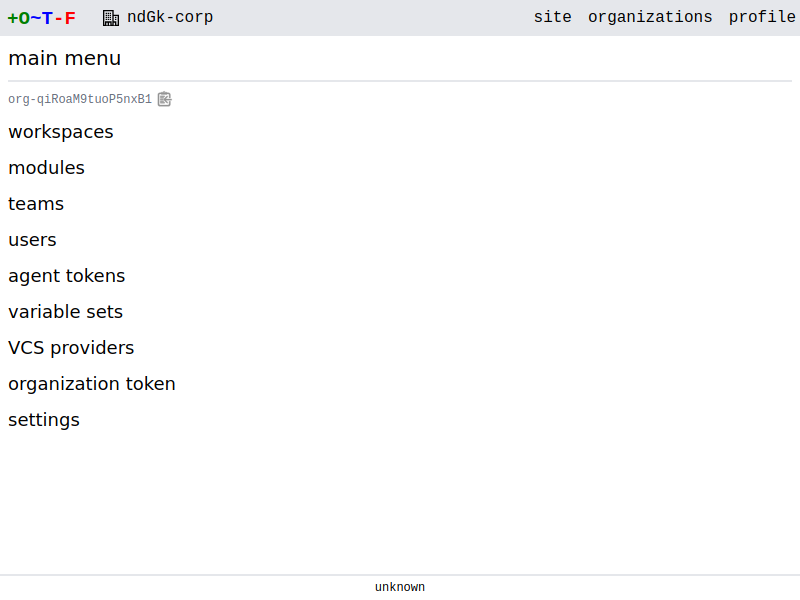 +O~T-F ndGk-corp site organizations profile
main menu
org-qiRoaM9tuoP5nxB1
workspaces
modules
teams
users
agent tokens
variable sets
VCS providers
organization token
settings
unknown